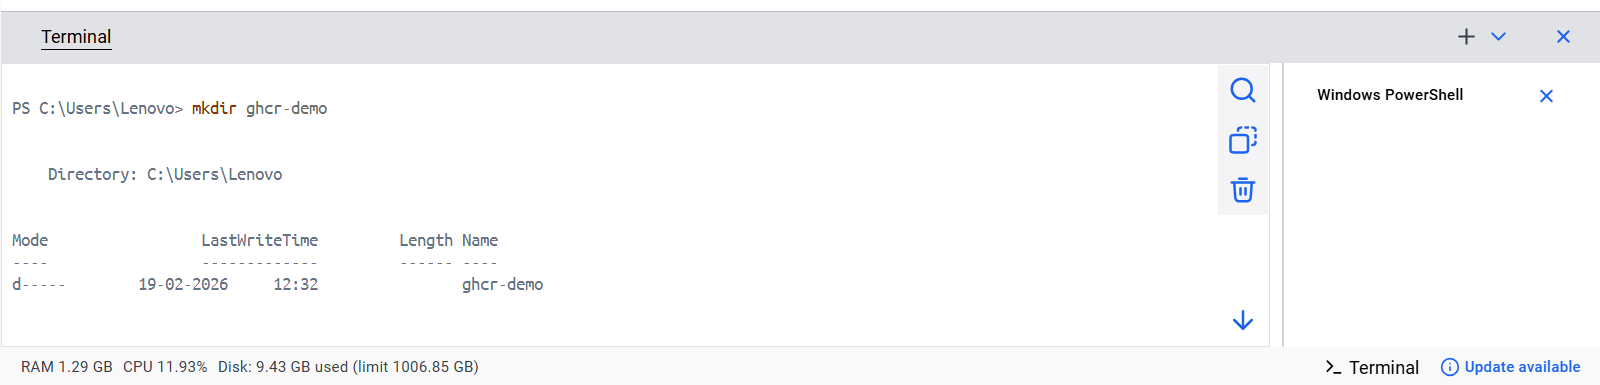 Terminal
PS C:\Users\Lenovo> mkdir ghcr-demo
Windows PowerShell
Directory: C:\Users\Lenovo
Mode LastWriteTime Length Name
---- ------------- ------ ----
d----- 19-02-2026 12:32 ghcr-demo
RAM 1.29 GB CPU 11.93% Disk: 9.43 GB used (limit 1006.85 GB)
Terminal Update available